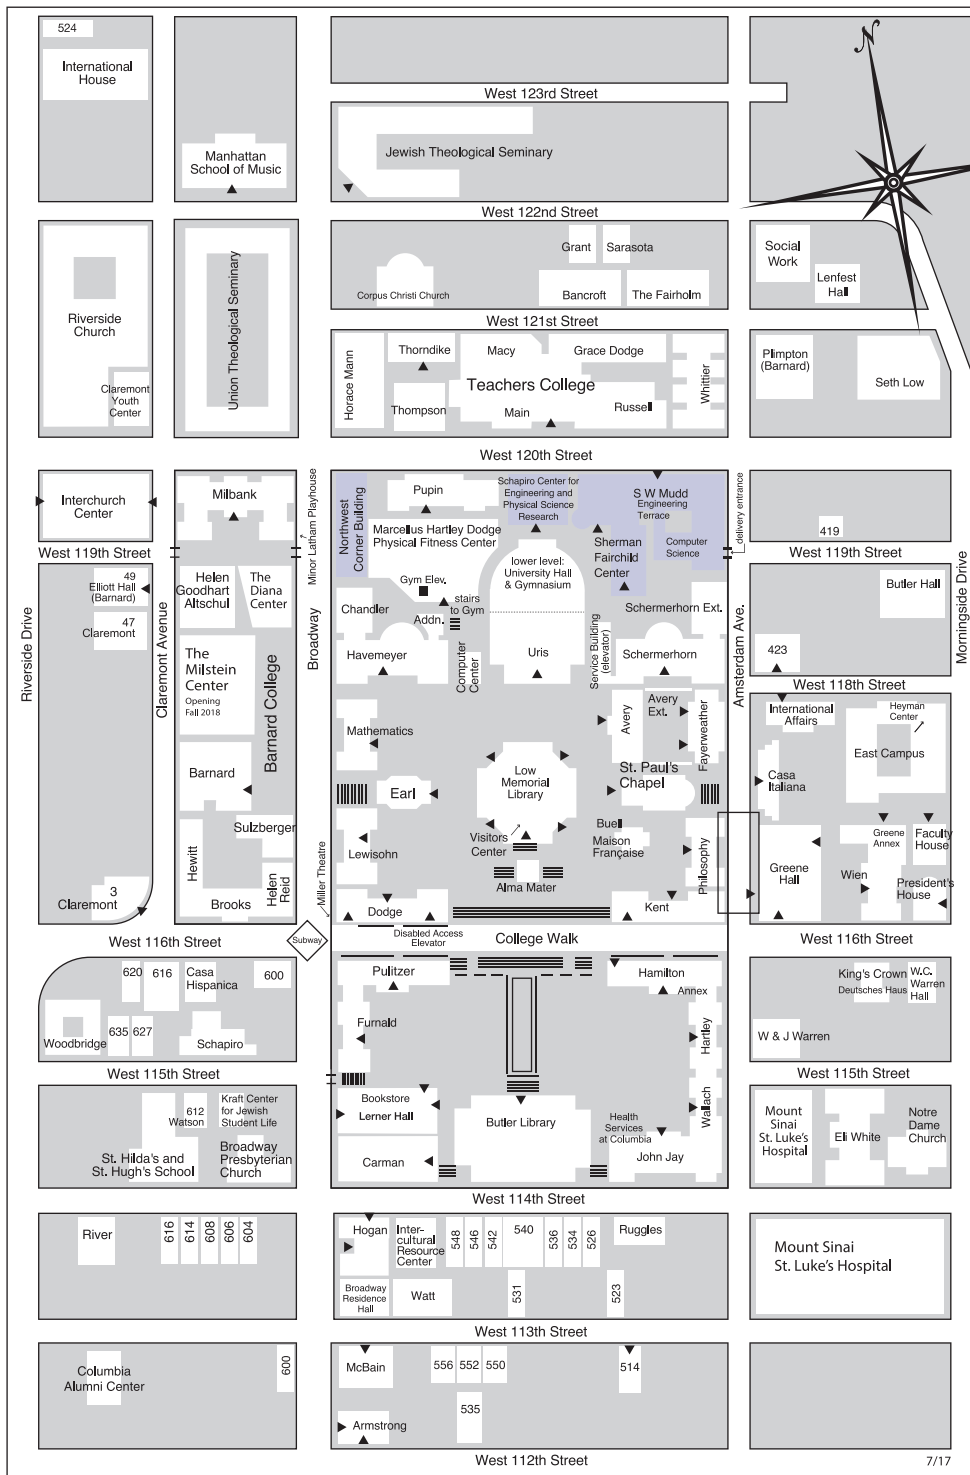 524
International
House
Manhattan
School of Music
N
West 123rd Street
Jewish Theological Seminary
West 122nd Street
Riverside
Church
Claremont
Youth
Center
Union Theological Seminary
Corpus Christi Church
Grant
Sarasota
Bancroft
The Fairholm
Social
Work
Lenfest
Hall
West 121st Street
Horace Mann
Thorndike
Macy
Grace Dodge
Teachers College
Thompson
Main
Russell
Whittier
Plimpton
(Barnard)
Seth Low
West 120th Street
Interchurch
Center
Milbank
Minor Latham Playhouse
Northwest
Corner Building
Pupin
Schapiro Center for
Engineering and
Physical Science
Research
S W Mudd
Engineering
Terrace
Computer
Science
delivery entrance
419
West 119th Street
West 119th Street
Marcellus Hartley Dodge
Physical Fitness Center
Sherman
Fairchild
Center
lower level:
University Hall
& Gymnasium
49
Elliott Hall
(Barnard)
47
Claremont
Helen
Goodhart
Altschul
The
Diana
Center
Gym Elev.
stairs
to Gym
Chandler
Addn.
Schermerhorn Ext.
Butler Hall
Riverside Drive
Claremont Avenue
Broadway
Amsterdam Ave.
Morningside Drive
The
Milstein
Center
Opening
Fall 2018
Barnard College
Havemeyer
Computer
Center
Uris
Service Building
(elevator)
Schermerhorn
423
West 118th Street
Mathematics
Avery
Avery
Ext.
Fayerweather
International
Affairs
Heyman
Center
East Campus
Barnard
Earl
Low
Memorial
Library
St. Paul's
Chapel
Casa
Italiana
Hewitt
Sulzberger
Helen
Reid
Brooks
Lewisohn
Visitors
Center
Buell
Maison
Française
Philosophy
Greene
Hall
Greene
Annex
Faculty
House
Wien
President's
House
3
Claremont
Miller Theatre
Dodge
Alma Mater
Kent
Disabled Access
Elevator
Subway
West 116th Street
College Walk
West 116th Street
620
616
Casa
Hispanica
600
Woodbridge
635
627
Schapiro
Pulitzer
Furnald
Hamilton
Annex
Hartley
King's Crown
Deutsches Haus
W.C.
Warren
Hall
W & J Warren
West 115th Street
West 115th Street
612
Watson
Kraft Center
for Jewish
Student Life
St. Hilda's and
St. Hugh's School
Broadway
Presbyterian
Church
Bookstore
Lerner Hall
Carman
Butler Library
Health
Services
at Columbia
John Jay
Wallach
Mount
Sinai
St. Luke's
Hospital
Eli White
Notre
Dame
Church
West 114th Street
River
616
614
608
606
604
Hogan
Inter-
cultural
Resource
Center
548
546
542
540
536
534
526
Ruggles
Broadway
Residence
Hall
Watt
531
523
Mount Sinai
St. Luke's Hospital
West 113th Street
Columbia
Alumni Center
600
McBain
556
552
550
514
535
Armstrong
West 112th Street
7/17